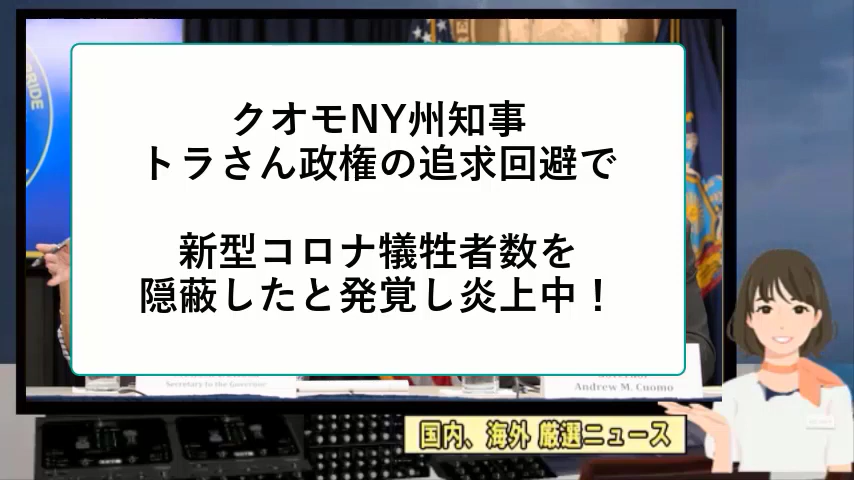 クオモNY州知事
トラさん政権の追求回避で
新型コロナ犠牲者数を
隠蔽したと発覚し炎上中！
RIDE
Secretary to the Governor
Governor
Andrew M. Cuomo
国内、海外 厳選ニュース